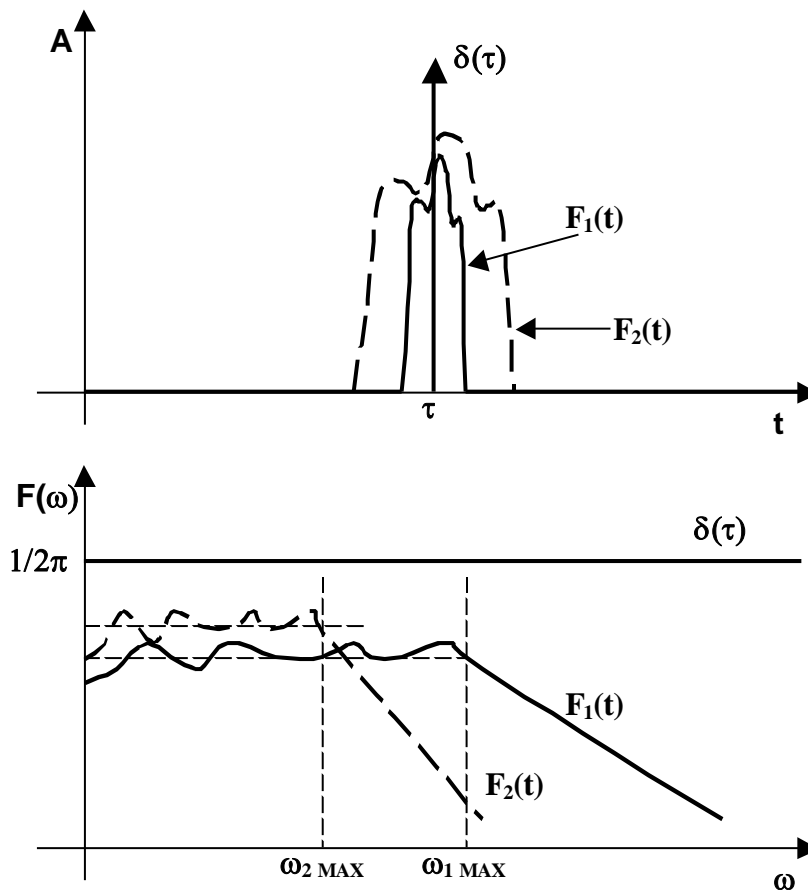 A
δ(τ)
F₁(t)
F₂(t)
τ
t
F(ω)
δ(τ)
1/2π
F₁(t)
F₂(t)
ω₂ MAX
ω₁ MAX
ω